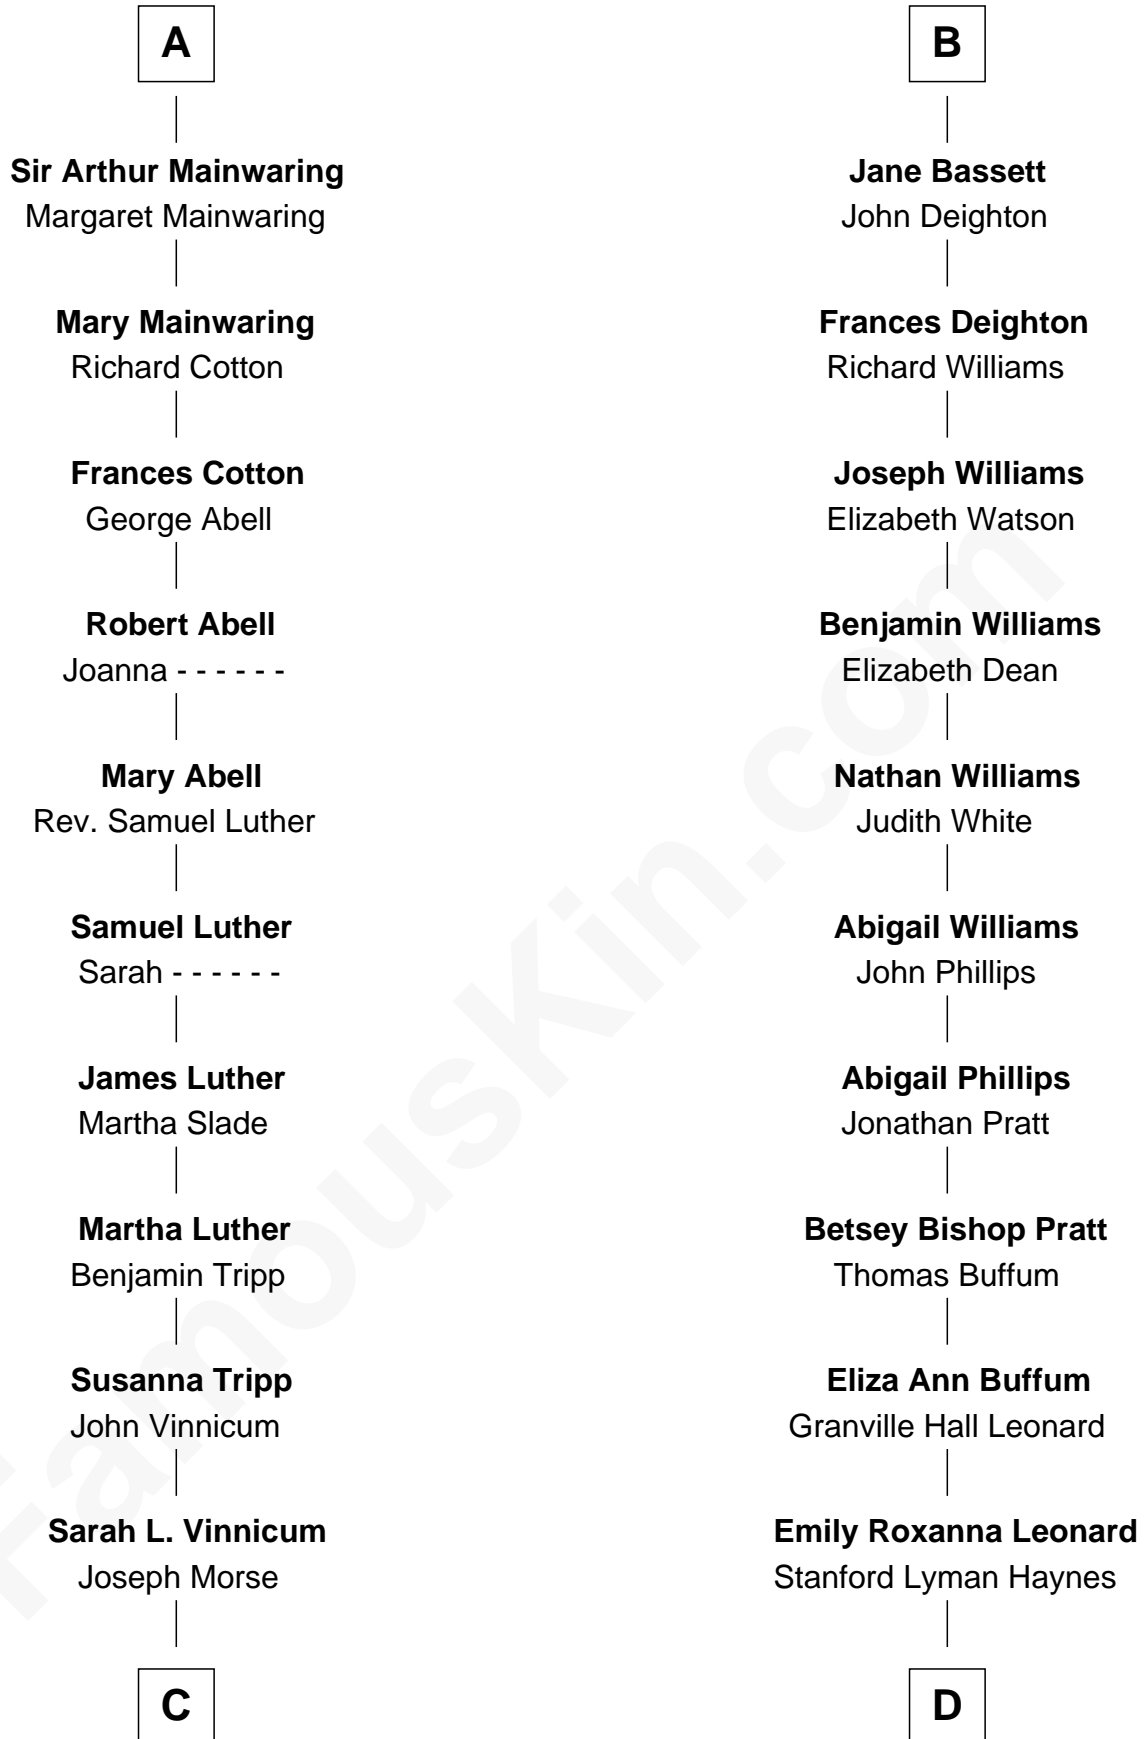 A
Sir Arthur Mainwaring
Margaret Mainwaring
Mary Mainwaring
Richard Cotton
Frances Cotton
George Abell
Robert Abell
Joanna - - - - - -
Mary Abell
Rev. Samuel Luther
Samuel Luther
Sarah - - - - - -
James Luther
Martha Slade
Martha Luther
Benjamin Tripp
Susanna Tripp
John Vinnicum
Sarah L. Vinnicum
Joseph Morse
C
B
Jane Bassett
John Deighton
Frances Deighton
Richard Williams
Joseph Williams
Elizabeth Watson
Benjamin Williams
Elizabeth Dean
Nathan Williams
Judith White
Abigail Williams
John Phillips
Abigail Phillips
Jonathan Pratt
Betsey Bishop Pratt
Thomas Buffum
Eliza Ann Buffum
Granville Hall Leonard
Emily Roxanna Leonard
Stanford Lyman Haynes
D
FamousKin.com